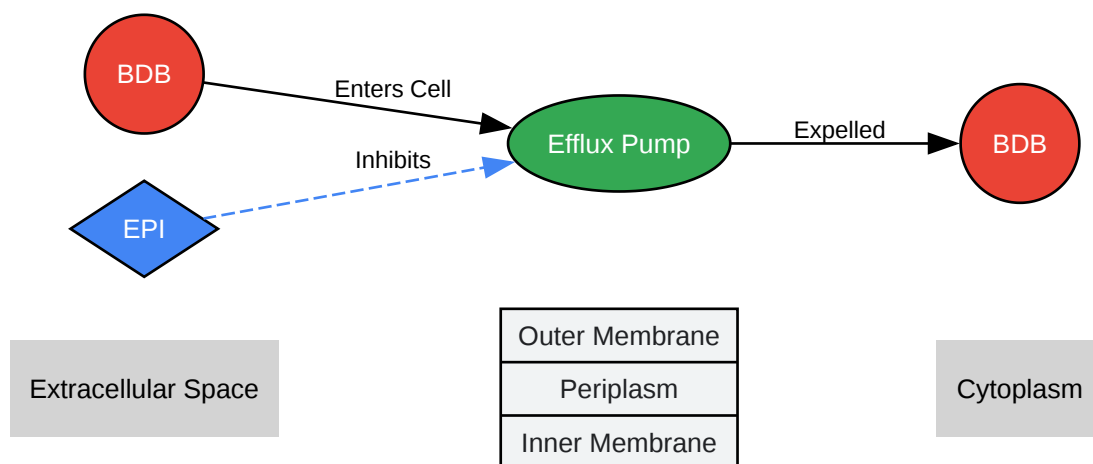 BDB
Enters Cell
Efflux Pump
Expelled
BDB
Inhibits
EPI
Outer Membrane
Extracellular Space
Periplasm
Cytoplasm
Inner Membrane